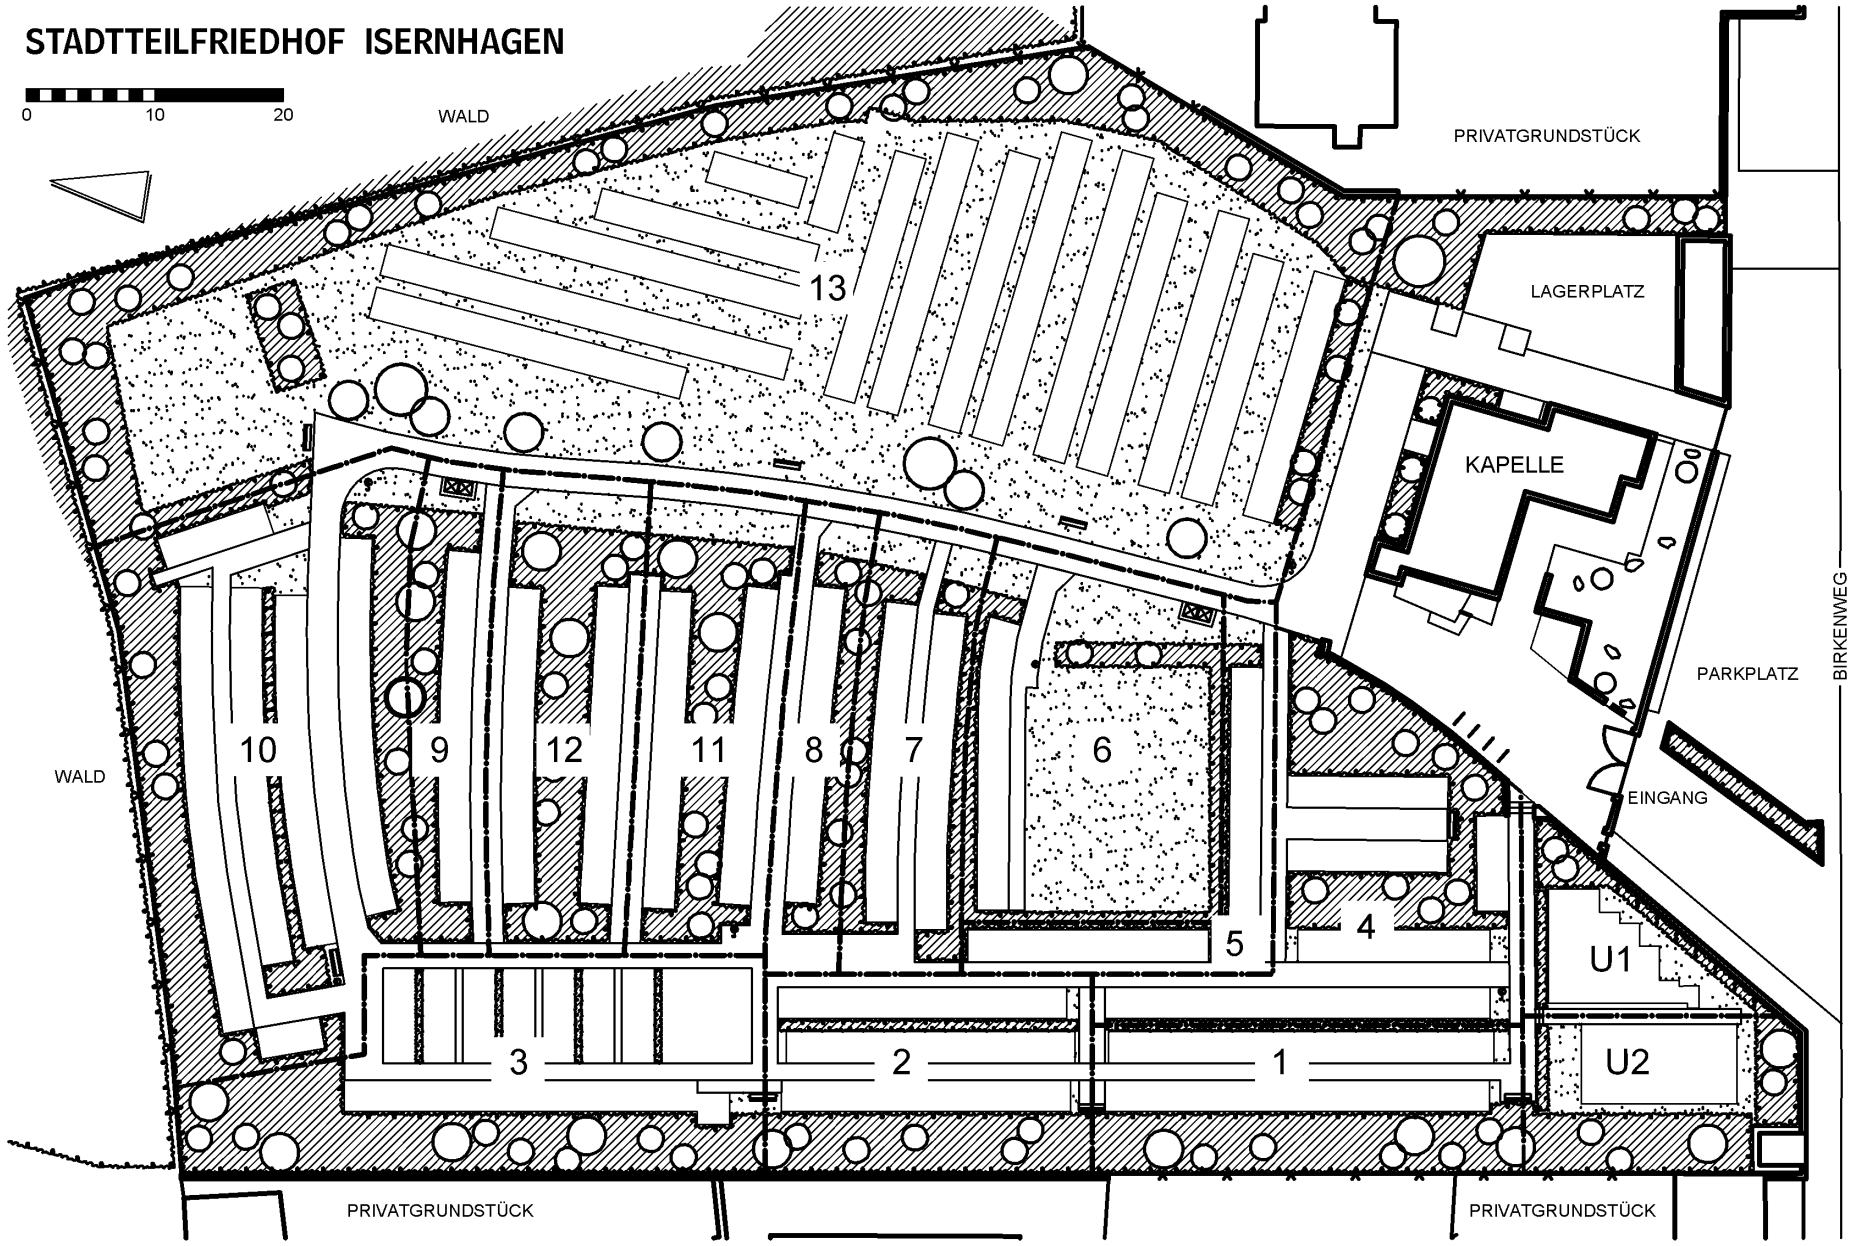 STADTTEILFRIEDHOF ISERNHAGEN
0 10 20
WALD
PRIVATGRUNDSTÜCK
13
LAGERPLATZ
KAPELLE
BIRKENWEG
PARKPLATZ
10 9 12 11 8 7 6
WALD
EINGANG
5 4
U1
3 2 1 U2
PRIVATGRUNDSTÜCK PRIVATGRUNDSTÜCK